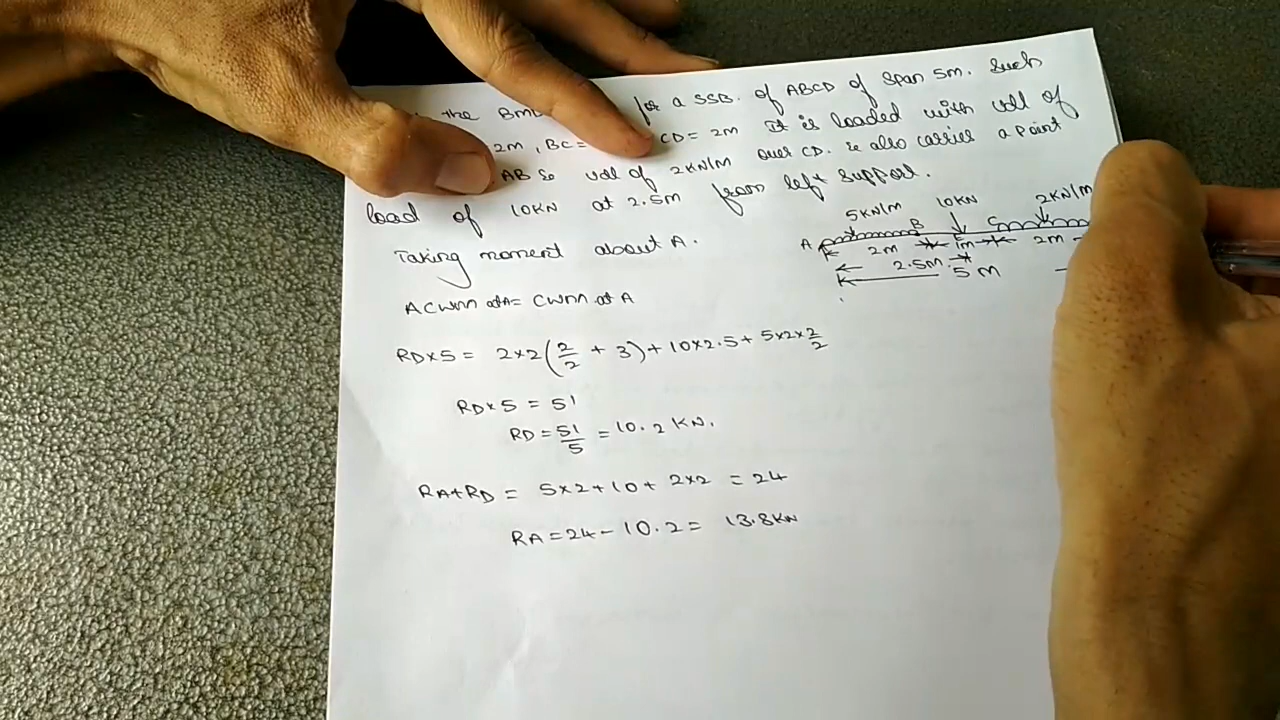 the BMD for a SSB. of ABCD of span 5m. Such
2m, BC= CD= 2m It is loaded with udl of
AB & udl of 2KN/m over CD. & also carries a point
load of 10KN at 2.5m from left support.
5KN/m 10KN 2KN/m
A B E C
2m 1m 2m
2.5m
5m
Taking moment about A.
ACWM at A = CWM at A
RD×5 = 2×2(2/2 + 3)+10×2.5+5×2×2/2
RD×5 = 51
RD = 51/5 = 10.2 KN.
RA+RD = 5×2+10+2×2 = 24
RA = 24 - 10.2 = 13.8KN